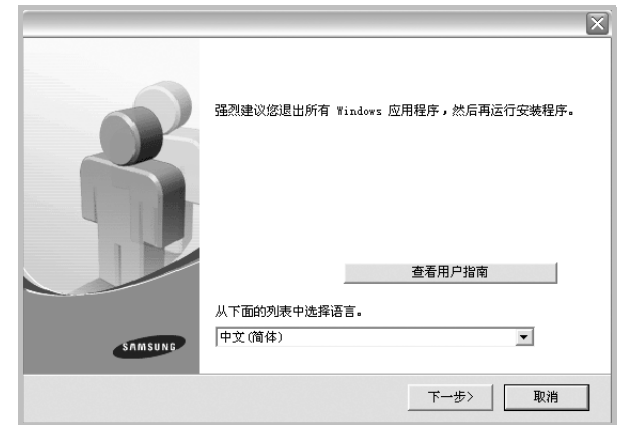 强烈建议您退出所有 Windows 应用程序，然后再运行安装程序。
查看用户指南
从下面的列表中选择语言。
中文(简体)
SAMSUNG
下一步>
取消